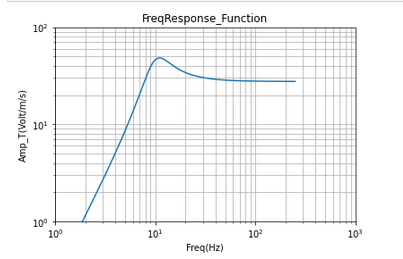 FreqResponse_Function
Amp_T(Volt/m/s)
10²
10¹
10⁰
10⁰ 10¹ 10² 10³
Freq(Hz)